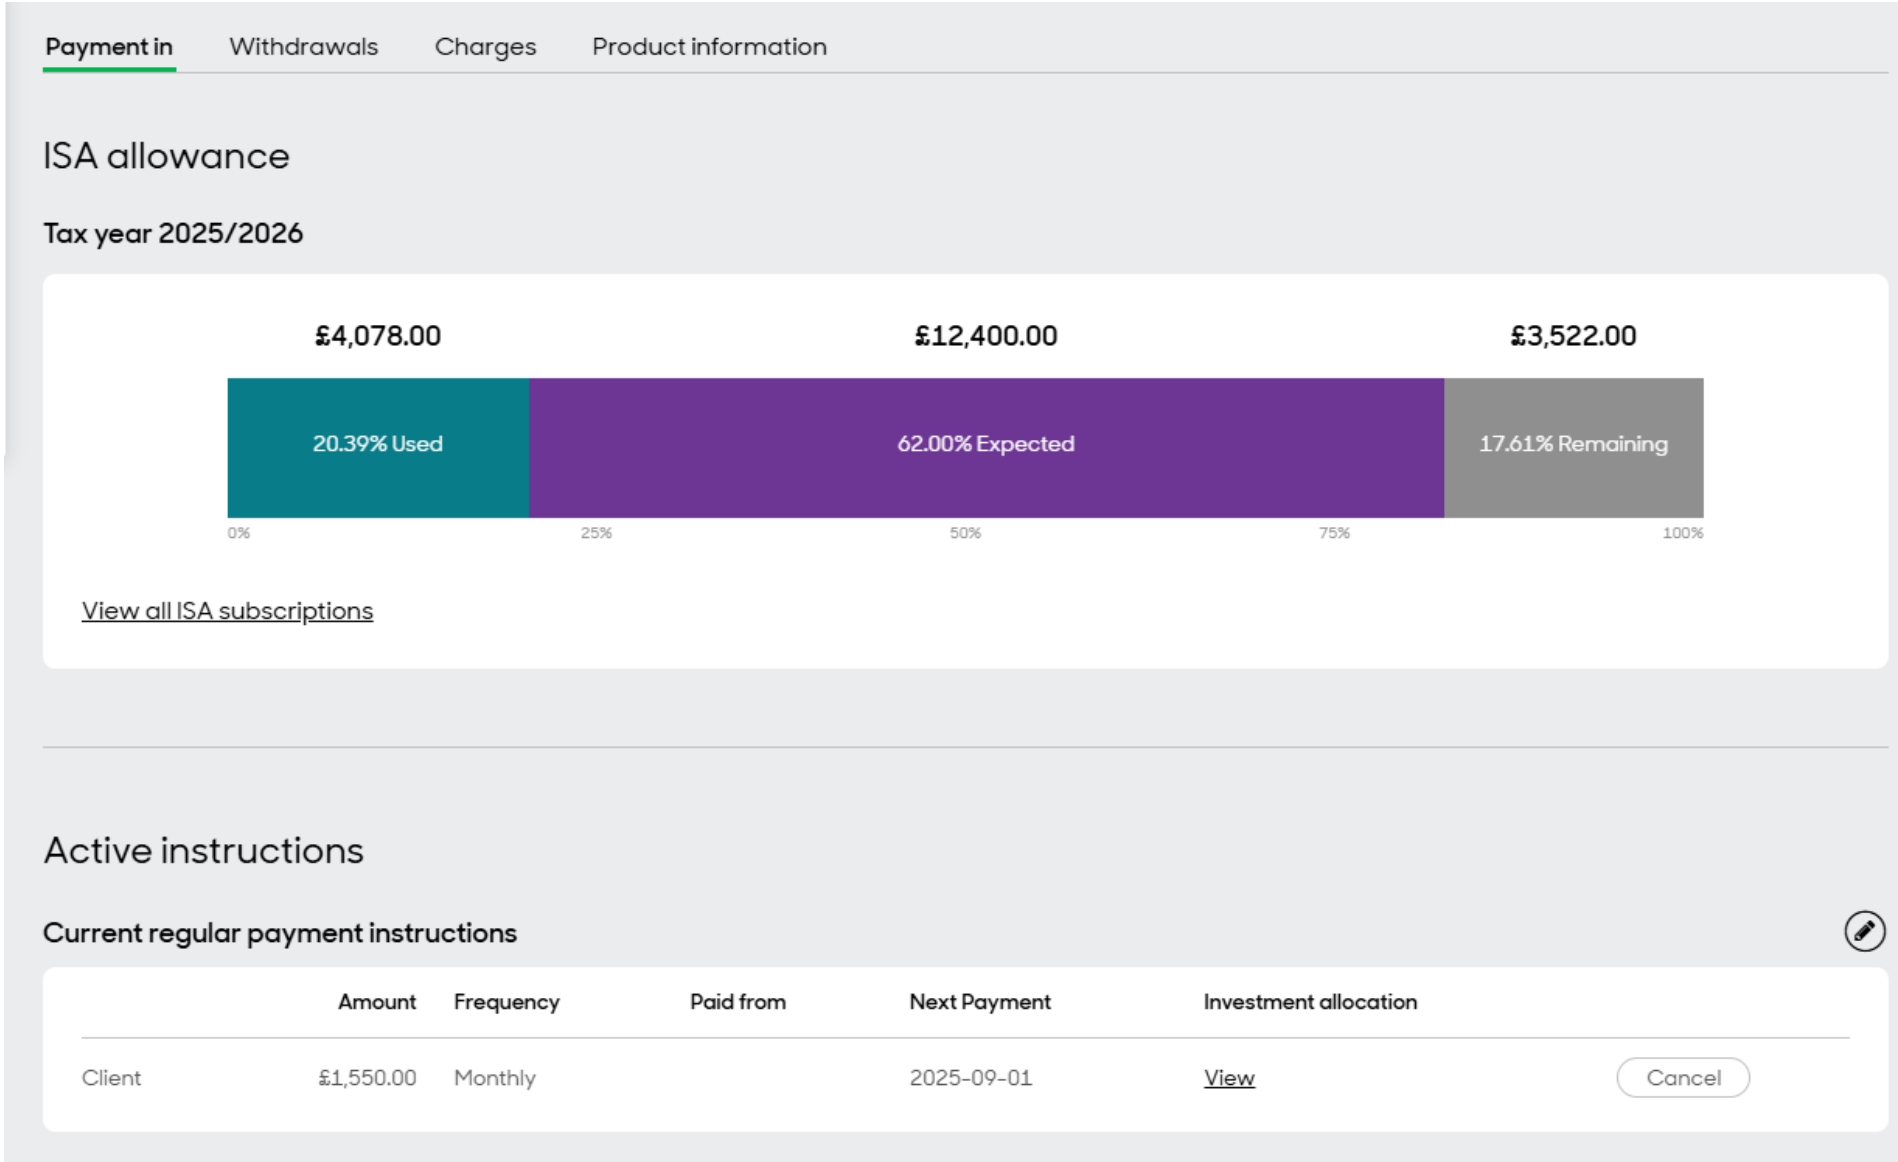 Payment in Withdrawals Charges Product information
ISA allowance
Tax year 2025/2026
£4,078.00 £12,400.00 £3,522.00
20.39% Used 62.00% Expected 17.61% Remaining
0% 25% 50% 75% 100%
View all ISA subscriptions
Active instructions
Current regular payment instructions
Amount Frequency Paid from Next Payment Investment allocation
Client £1,550.00 Monthly 2025-09-01 View Cancel